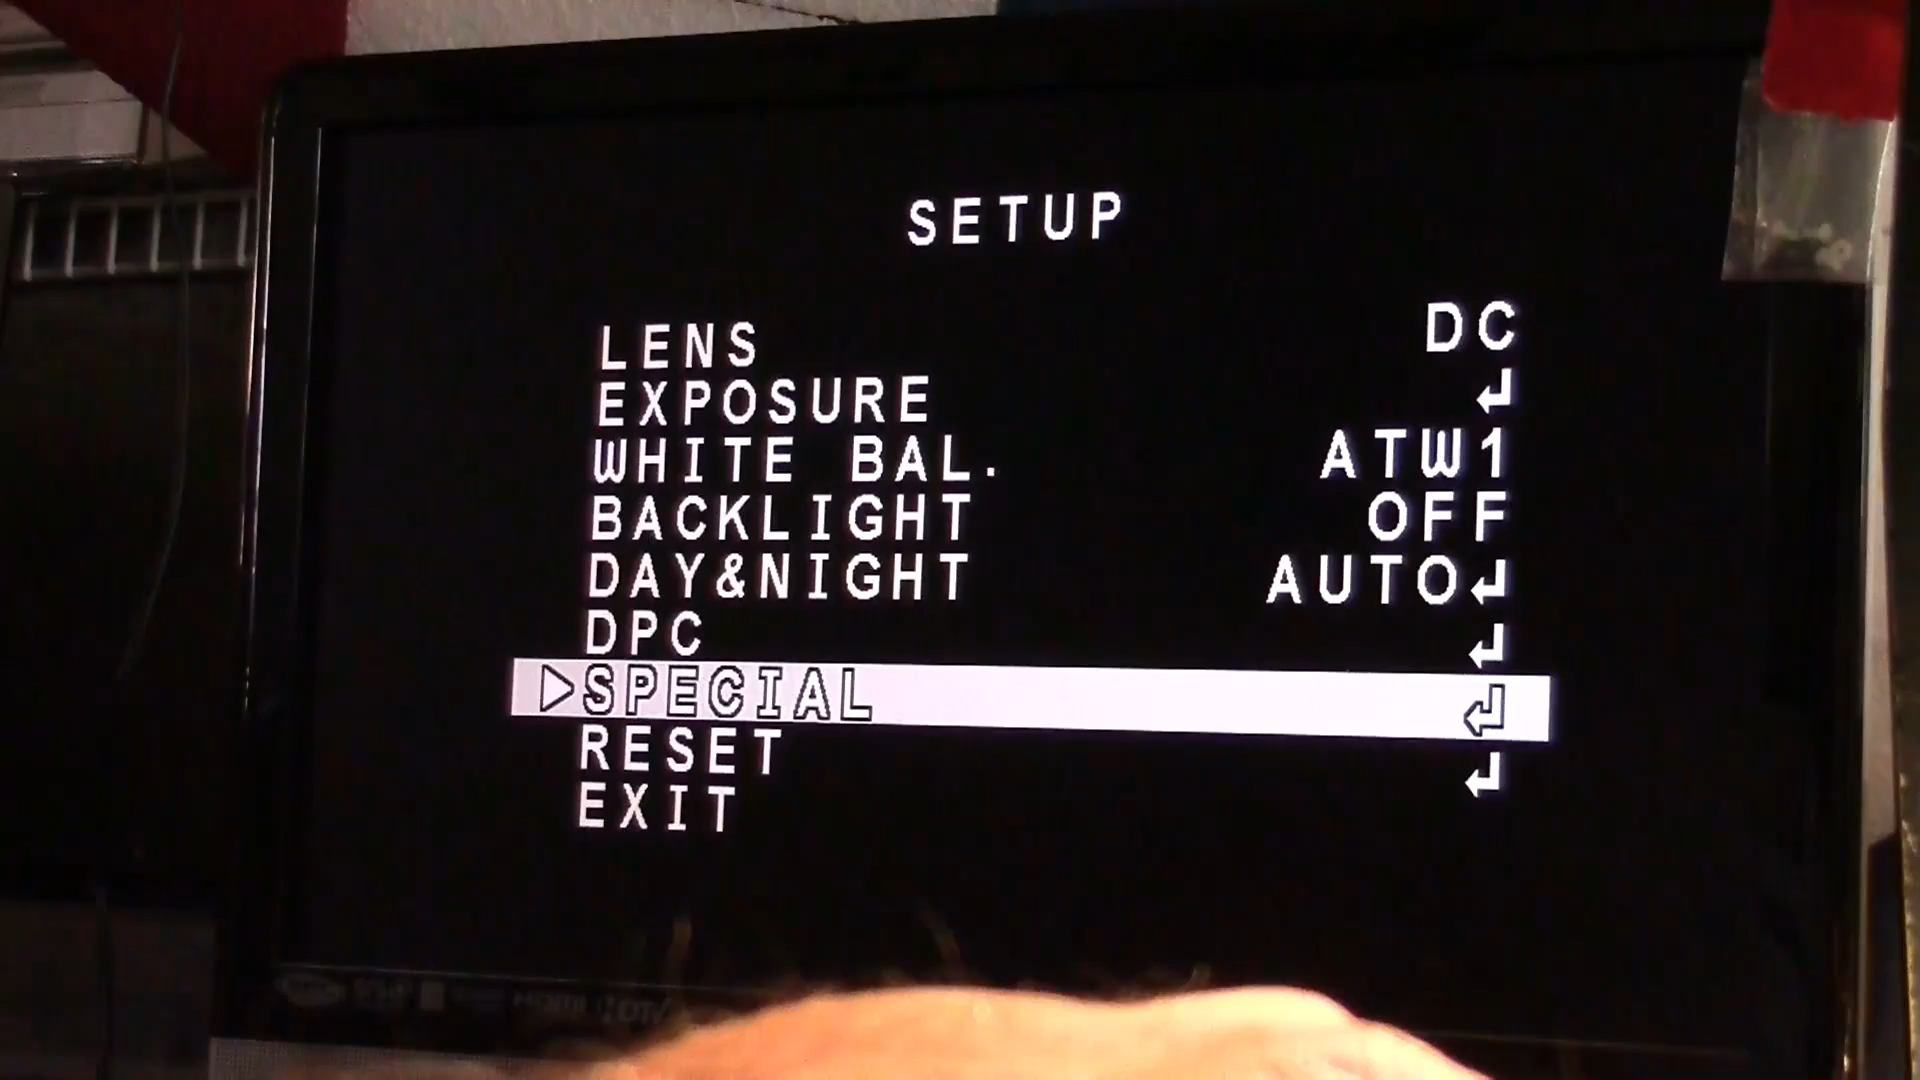 SETUP
LENS DC
EXPOSURE ↵
WHITE BAL. ATW1
BACKLIGHT OFF
DAY&NIGHT AUTO↵
DPC ↵
▷SPECIAL ↵
RESET ↵
EXIT